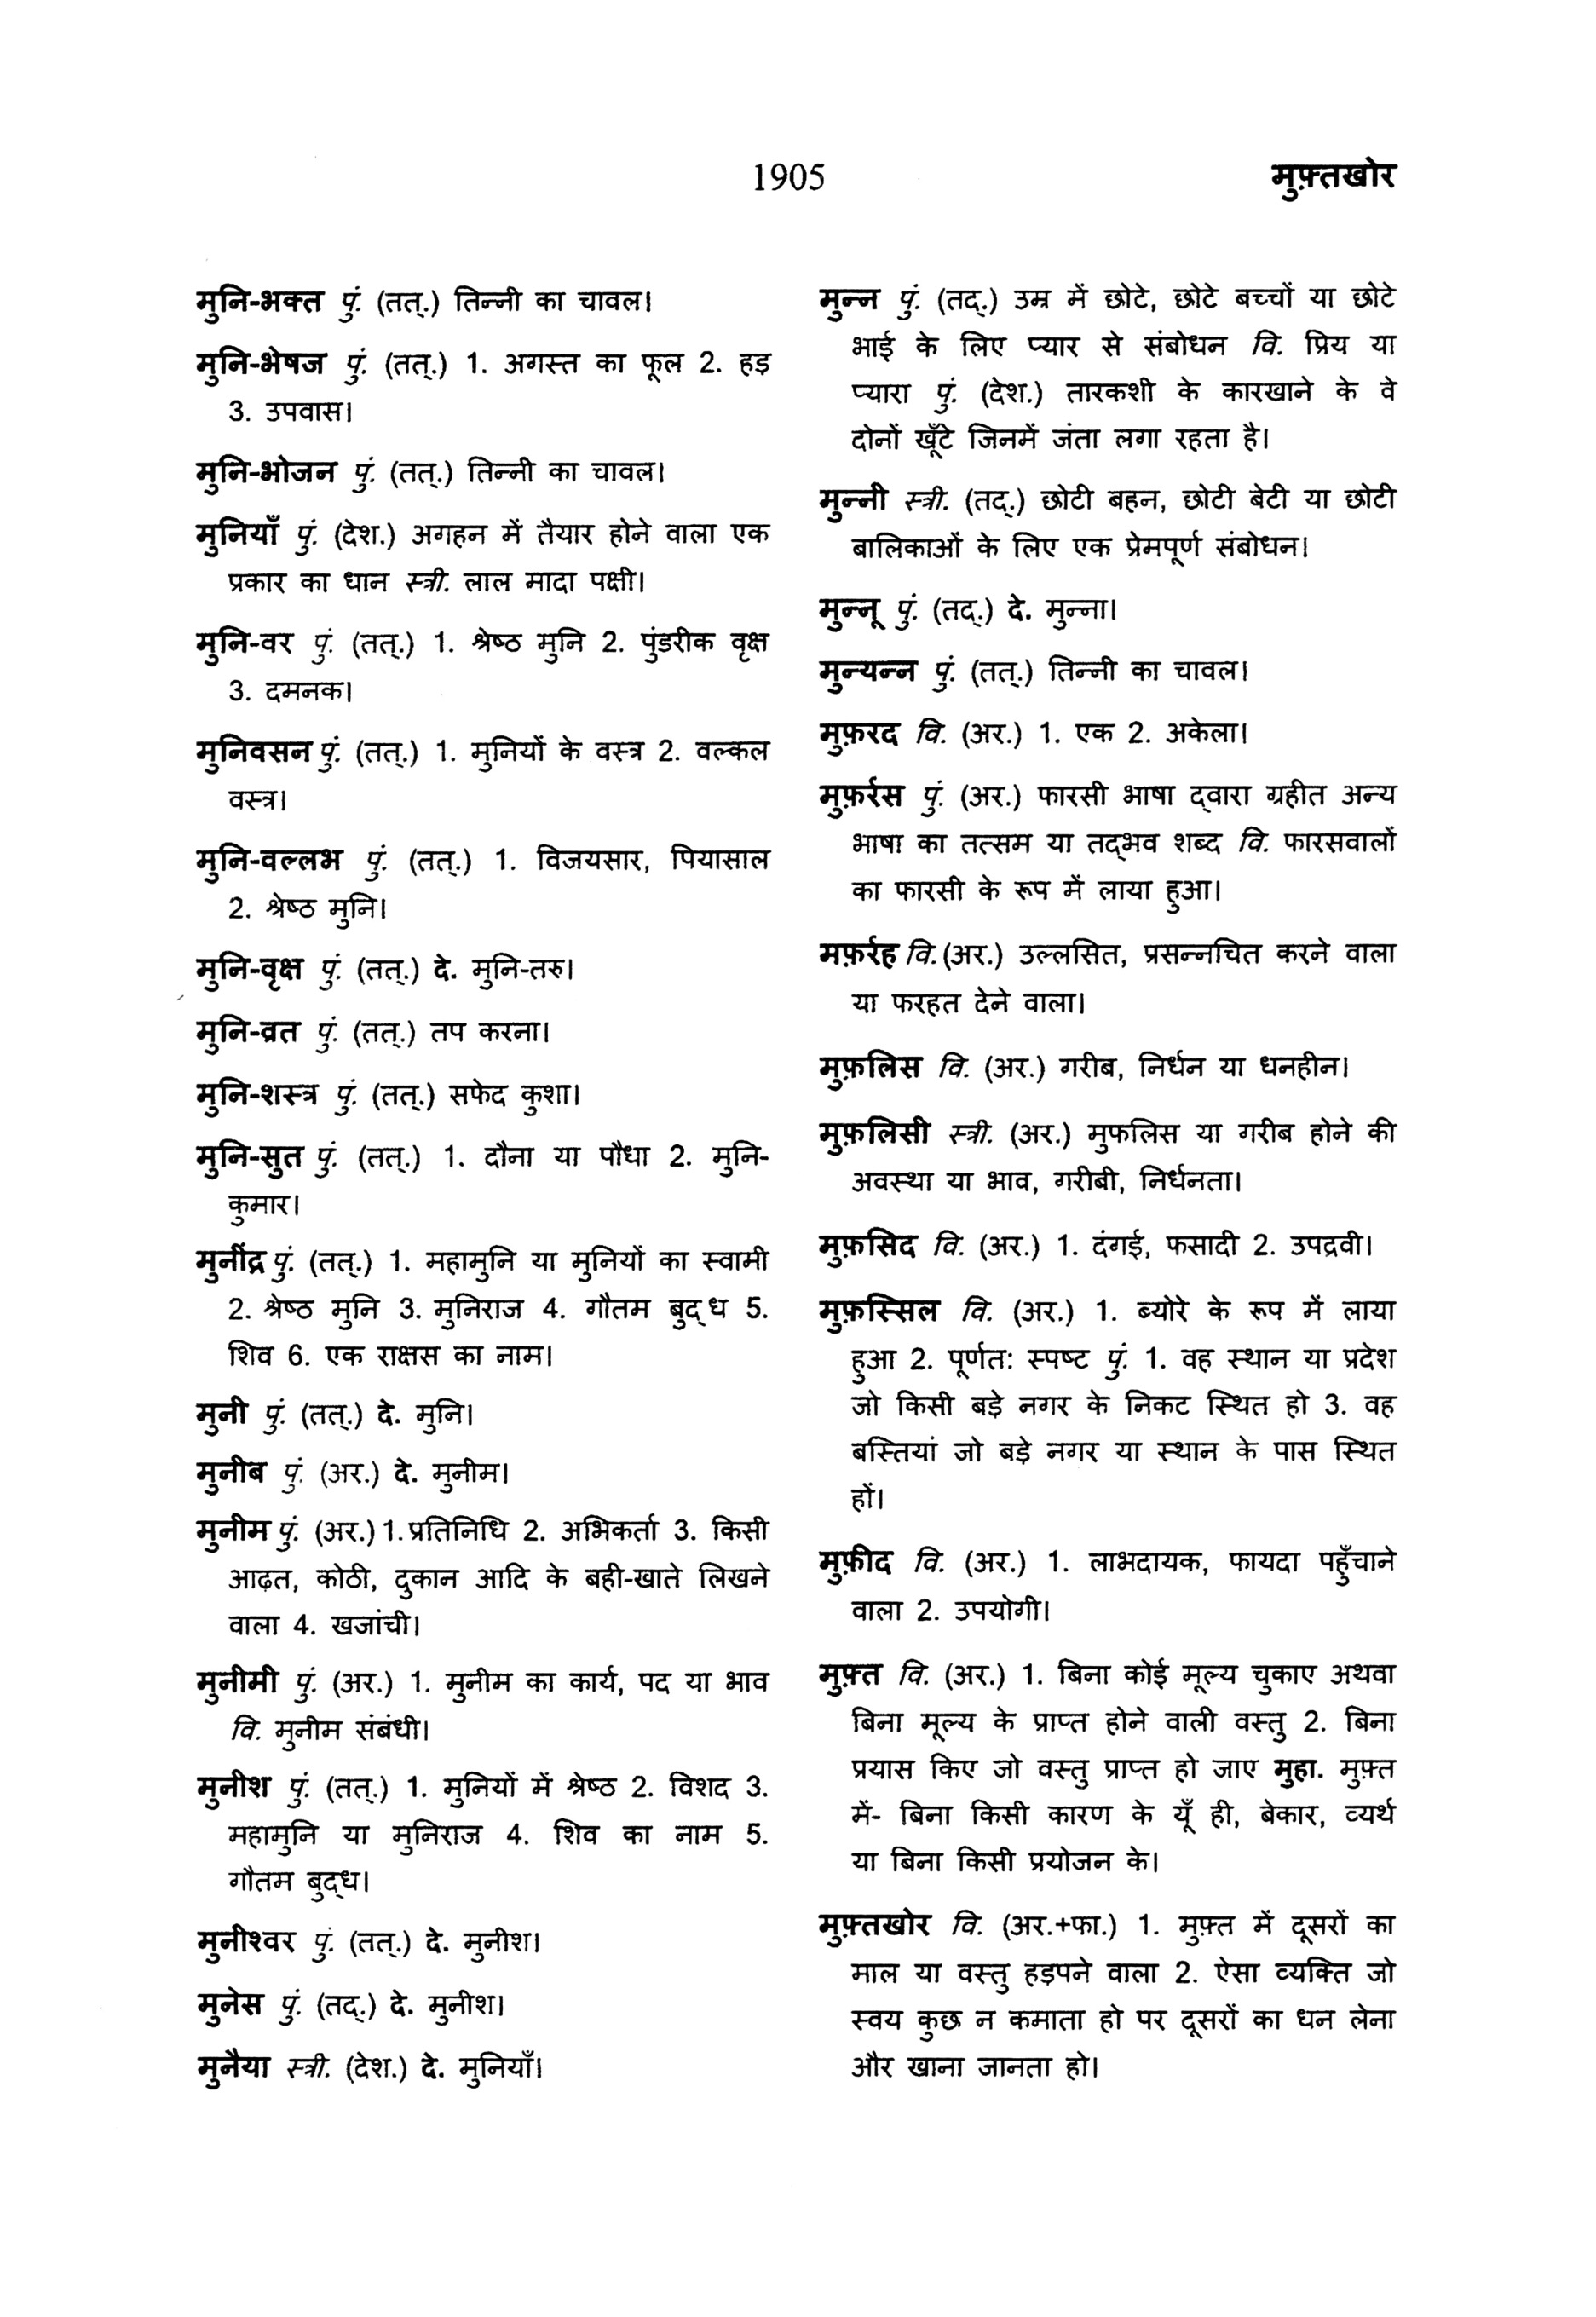 1905
मुफ़्तखोर
मुनि-भक्त पुं. (तत्.) तिन्नी का चावल।
मुनि-भेषज पुं. (तत्.) 1. अगस्त का फूल 2. हड़
3. उपवास।
मुनि-भोजन पुं. (तत्.) तिन्नी का चावल।
मुनियाँ पुं. (देश.) अगहन में तैयार होने वाला एक
प्रकार का धान स्त्री. लाल मादा पक्षी।
मुनि-वर पुं. (तत्.) 1. श्रेष्ठ मुनि 2. पुंडरीक वृक्ष
3. दमनक।
मुनिवसन पुं. (तत्.) 1. मुनियों के वस्त्र 2. वल्कल
वस्त्र।
मुनि-वल्लभ पुं. (तत्.) 1. विजयसार, पियासाल
2. श्रेष्ठ मुनि।
मुनि-वृक्ष पुं. (तत्.) दे. मुनि-तरु।
मुनि-व्रत पुं. (तत्.) तप करना।
मुनि-शस्त्र पुं. (तत्.) सफेद कुशा।
मुनि-सुत पुं. (तत्.) 1. दौना या पौधा 2. मुनि-
कुमार।
मुनींद्र पुं. (तत्.) 1. महामुनि या मुनियों का स्वामी
2. श्रेष्ठ मुनि 3. मुनिराज 4. गौतम बुद्ध 5.
शिव 6. एक राक्षस का नाम।
मुनी पुं. (तत्.) दे. मुनि।
मुनीब पुं. (अर.) दे. मुनीम।
मुनीम पुं. (अर.) 1. प्रतिनिधि 2. अभिकर्ता 3. किसी
आढ़त, कोठी, दुकान आदि के बही-खाते लिखने
वाला 4. खजांची।
मुनीमी पुं. (अर.) 1. मुनीम का कार्य, पद या भाव
वि. मुनीम संबंधी।
मुनीश पुं. (तत्.) 1. मुनियों में श्रेष्ठ 2. विशद 3.
महामुनि या मुनिराज 4. शिव का नाम 5.
गौतम बुद्ध।
मुनीश्वर पुं. (तत्.) दे. मुनीश।
मुनेस पुं. (तद्.) दे. मुनीश।
मुनैया स्त्री. (देश.) दे. मुनियाँ।
मुन्न पुं. (तद्.) उम्र में छोटे, छोटे बच्चों या छोटे
भाई के लिए प्यार से संबोधन वि. प्रिय या
प्यारा पुं. (देश.) तारकशी के कारखाने के वे
दोनों खूँटे जिनमें जंता लगा रहता है।
मुन्नी स्त्री. (तद्.) छोटी बहन, छोटी बेटी या छोटी
बालिकाओं के लिए एक प्रेमपूर्ण संबोधन।
मुन्नू पुं. (तद्.) दे. मुन्ना।
मुन्यन्न पुं. (तत्.) तिन्नी का चावल।
मुफ़रद वि. (अर.) 1. एक 2. अकेला।
मुफ़र्रस पुं. (अर.) फारसी भाषा द्वारा ग्रहीत अन्य
भाषा का तत्सम या तद्भव शब्द वि. फारसवालों
का फारसी के रूप में लाया हुआ।
मफ़र्रह वि. (अर.) उल्लसित, प्रसन्नचित करने वाला
या फरहत देने वाला।
मुफ़लिस वि. (अर.) गरीब, निर्धन या धनहीन।
मुफ़लिसी स्त्री. (अर.) मुफलिस या गरीब होने की
अवस्था या भाव, गरीबी, निर्धनता।
मुफ़सिद वि. (अर.) 1. दंगई, फसादी 2. उपद्रवी।
मुफ़स्सिल वि. (अर.) 1. ब्योरे के रूप में लाया
हुआ 2. पूर्णत: स्पष्ट पुं. 1. वह स्थान या प्रदेश
जो किसी बड़े नगर के निकट स्थित हो 3. वह
बस्तियां जो बड़े नगर या स्थान के पास स्थित
हों।
मुफ़ीद वि. (अर.) 1. लाभदायक, फायदा पहुँचाने
वाला 2. उपयोगी।
मुफ़्त वि. (अर.) 1. बिना कोई मूल्य चुकाए अथवा
बिना मूल्य के प्राप्त होने वाली वस्तु 2. बिना
प्रयास किए जो वस्तु प्राप्त हो जाए मुहा. मुफ़्त
में- बिना किसी कारण के यूँ ही, बेकार, व्यर्थ
या बिना किसी प्रयोजन के।
मुफ़्तखोर वि. (अर.+फा.) 1. मुफ़्त में दूसरों का
माल या वस्तु हड़पने वाला 2. ऐसा व्यक्ति जो
स्वय कुछ न कमाता हो पर दूसरों का धन लेना
और खाना जानता हो।